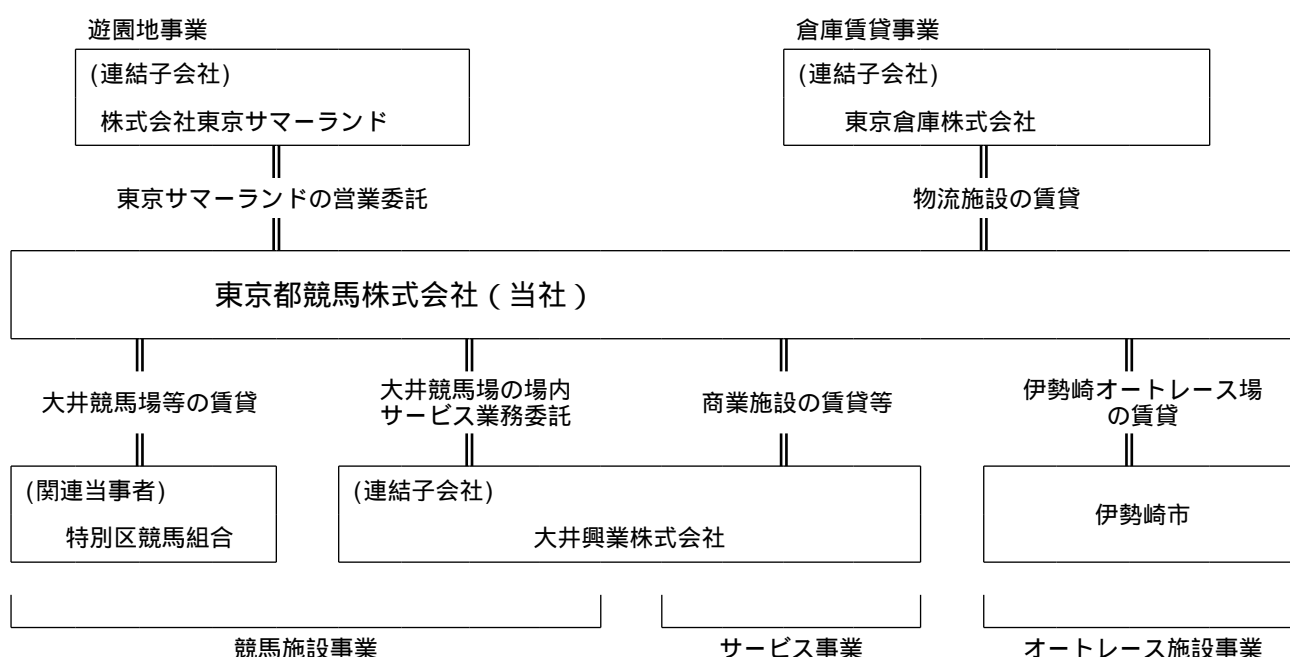 遊園地事業
倉庫賃貸事業
(連結子会社)
株式会社東京サマーランド
(連結子会社)
東京倉庫株式会社
東京サマーランドの営業委託
物流施設の賃貸
東京都競馬株式会社(当社)
大井競馬場等の賃貸
大井競馬場の場内
サービス業務委託
商業施設の賃貸等
伊勢崎オートレース場
の賃貸
(関連当事者)
特別区競馬組合
(連結子会社)
大井興業株式会社
伊勢崎市
競馬施設事業
サービス事業
オートレース施設事業